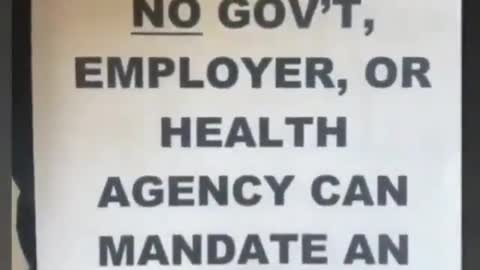 NO GOV'T,
EMPLOYER, OR
HEALTH
AGENCY CAN
MANDATE AN